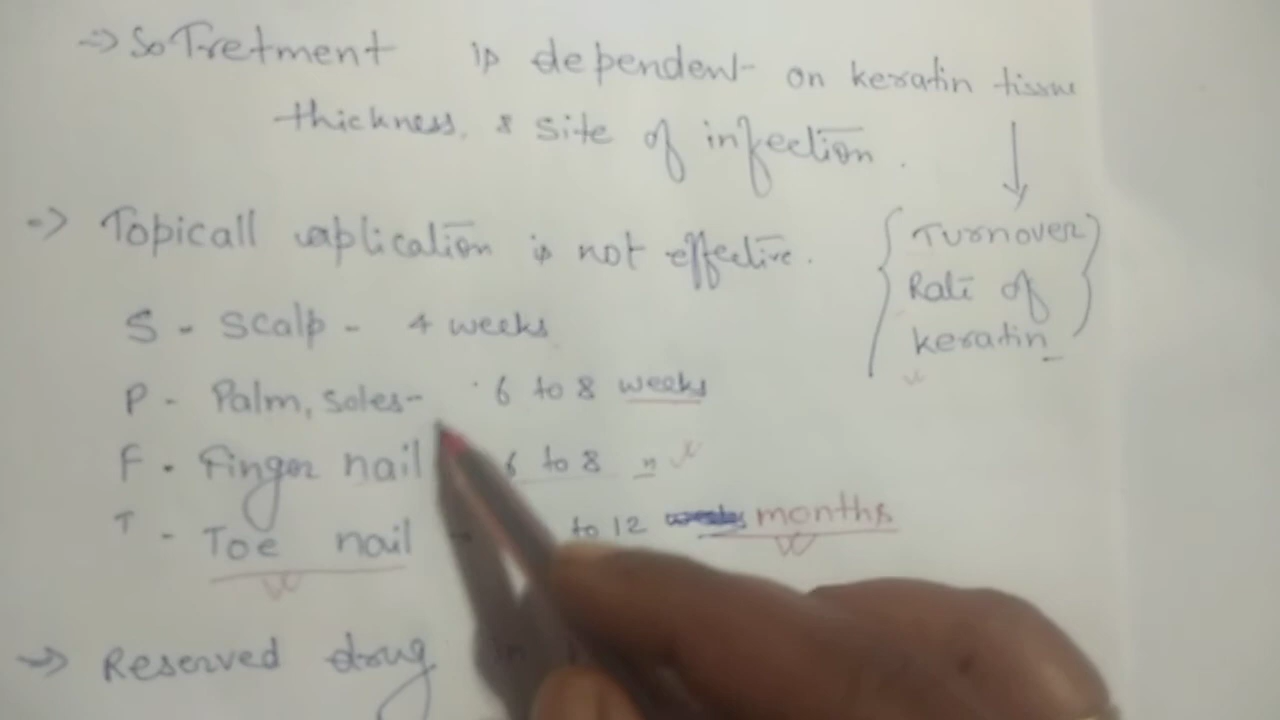 => So Tretment is dependent on keratin tissue
thickness, & site of infection.
↓
=> Topicall aplication is not effective.
{ Turnover }
Rate of
keratin
S - Scalp - 4 weeks
P - Palm, soles - 6 to 8 weeks
F - Finger nail 6 to 8 "
T - Toe nail - to 12 months
=> Reserved drug